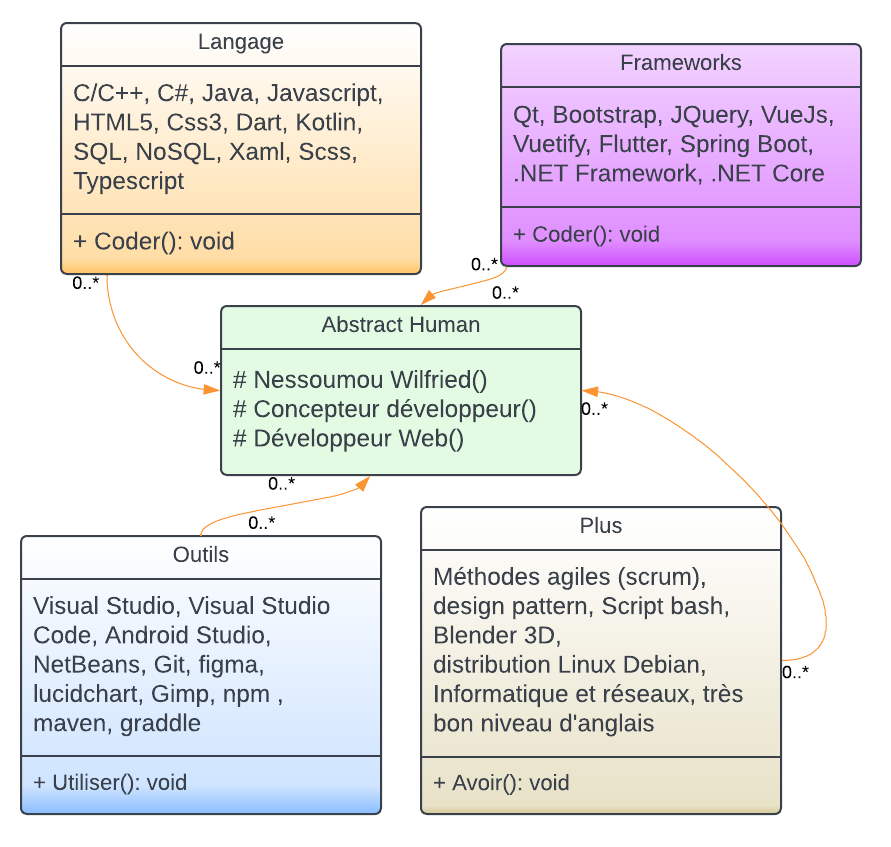 Langage
C/C++, C#, Java, Javascript,
HTML5, Css3, Dart, Kotlin,
SQL, NoSQL, Xaml, Scss,
Typescript
+ Coder(): void
0..*
0..*
Frameworks
Qt, Bootstrap, JQuery, VueJs,
Vuetify, Flutter, Spring Boot,
.NET Framework, .NET Core
+ Coder(): void
0..*
0..*
Abstract Human
# Nessoumou Wilfried()
# Concepteur développeur()
# Développeur Web()
0..*
0..*
0..*
Outils
Visual Studio, Visual Studio
Code, Android Studio,
NetBeans, Git, figma,
lucidchart, Gimp, npm ,
maven, graddle
+ Utiliser(): void
Plus
Méthodes agiles (scrum),
design pattern, Script bash,
Blender 3D,
distribution Linux Debian,
Informatique et réseaux, très
bon niveau d'anglais
+ Avoir(): void
0..*